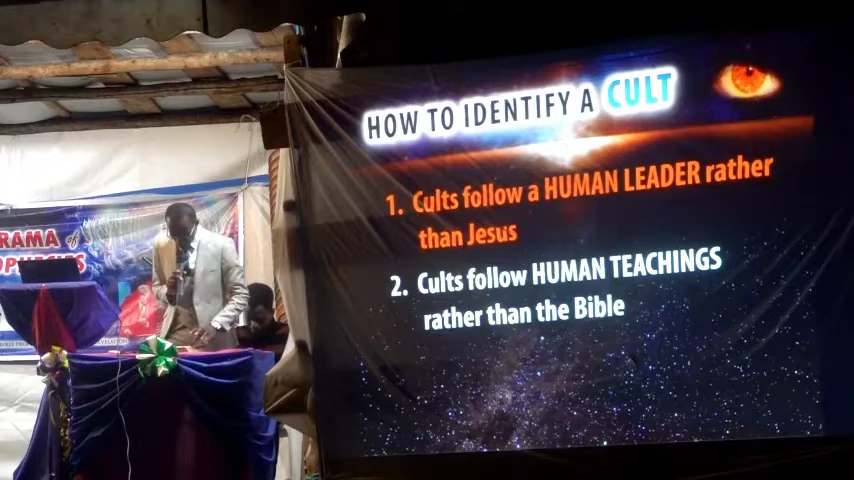 HOW TO IDENTIFY A CULT
1. Cults follow a HUMAN LEADER rather
than Jesus
2. Cults follow HUMAN TEACHINGS
rather than the Bible
RAMA of